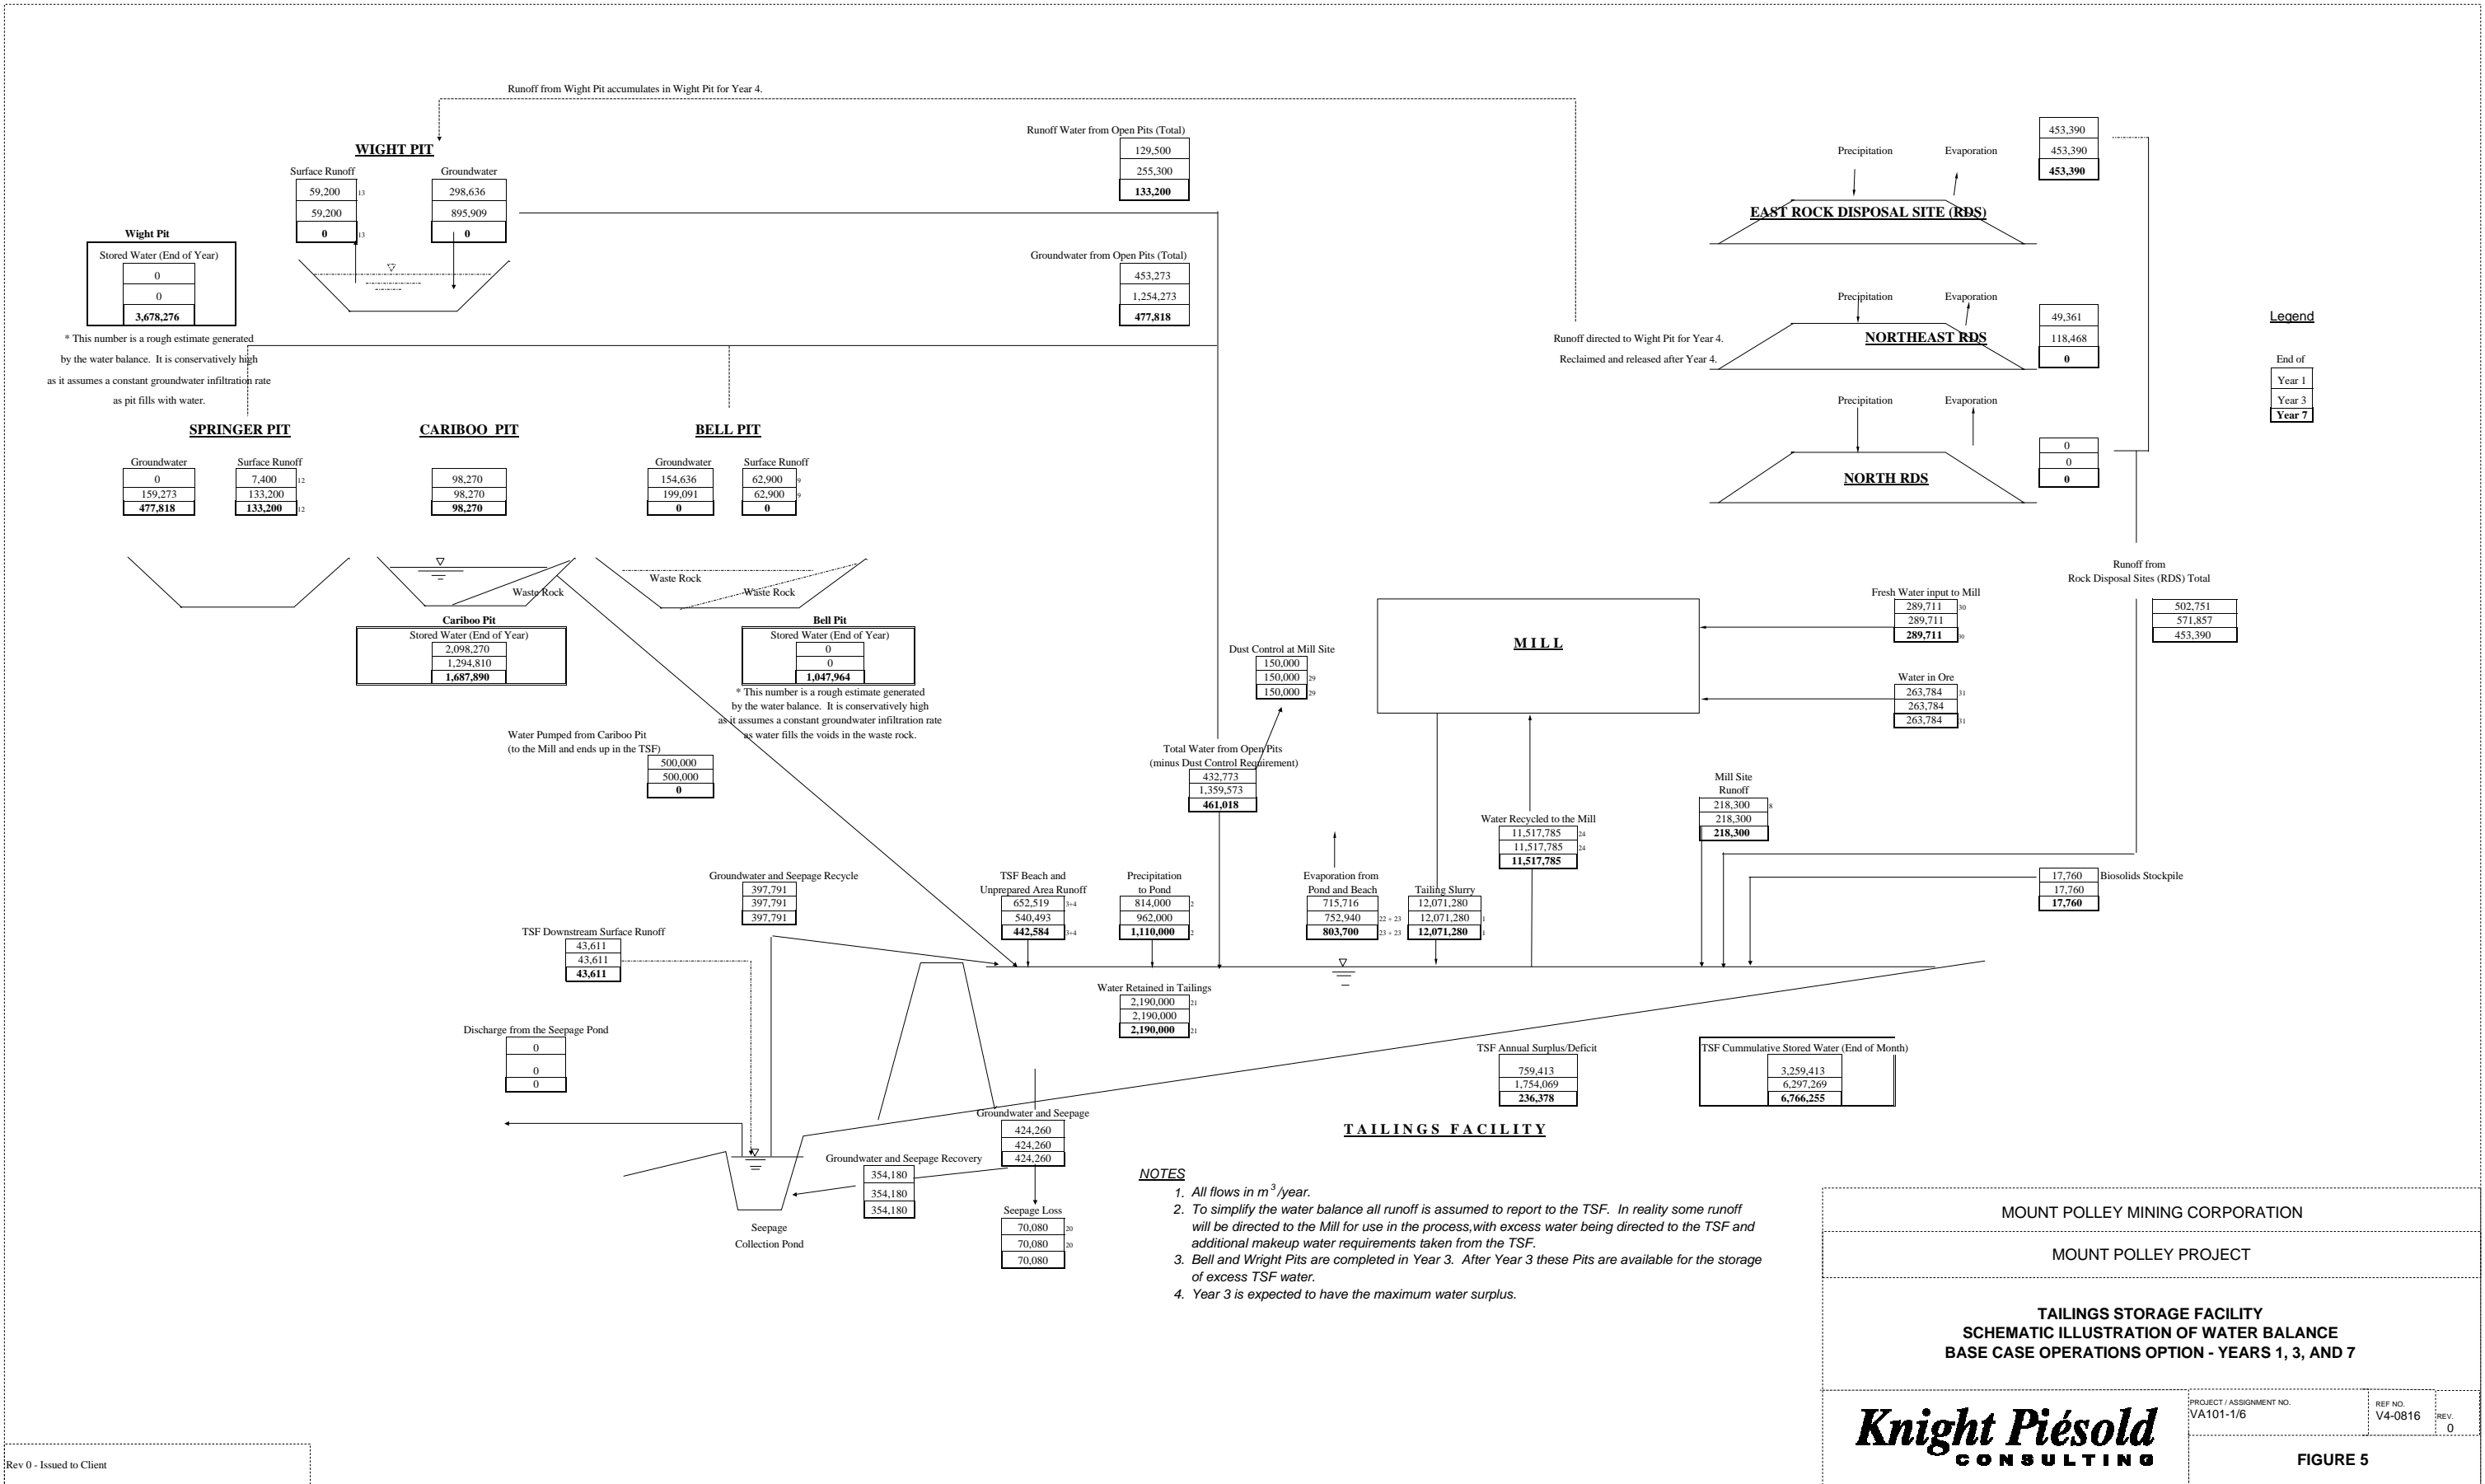 Runoff from Wight Pit accumulates in Wight Pit for Year 4.
WIGHT PIT
Surface Runoff
59,200 13
59,200
0 13
Groundwater
298,636
895,909
0
Wight Pit
Stored Water (End of Year)
0
0
3,678,276
* This number is a rough estimate generated
by the water balance. It is conservatively high
as it assumes a constant groundwater infiltration rate
as pit fills with water.
Runoff Water from Open Pits (Total)
129,500
255,300
133,200
Groundwater from Open Pits (Total)
453,273
1,254,273
477,818
Precipitation
Evaporation
453,390
453,390
453,390
EAST ROCK DISPOSAL SITE (RDS)
Precipitation
Evaporation
49,361
118,468
0
Runoff directed to Wight Pit for Year 4.
Reclaimed and released after Year 4.
NORTHEAST RDS
Precipitation
Evaporation
0
0
0
NORTH RDS
Legend
End of
Year 1
Year 3
Year 7
SPRINGER PIT
Groundwater
0
159,273
477,818
Surface Runoff
7,400 12
133,200
133,200 12
CARIBOO PIT
98,270
98,270
98,270
BELL PIT
Groundwater
154,636
199,091
0
Surface Runoff
62,900 9
62,900 9
0
Waste Rock
Waste Rock
Waste Rock
Cariboo Pit
Stored Water (End of Year)
2,098,270
1,294,810
1,687,890
Bell Pit
Stored Water (End of Year)
0
0
1,047,964
* This number is a rough estimate generated
by the water balance. It is conservatively high
as it assumes a constant groundwater infiltration rate
as water fills the voids in the waste rock.
Water Pumped from Cariboo Pit
(to the Mill and ends up in the TSF)
500,000
500,000
0
Dust Control at Mill Site
150,000
150,000 29
150,000 29
Total Water from Open Pits
(minus Dust Control Requirement)
432,773
1,359,573
461,018
MILL
Fresh Water input to Mill
289,711 30
289,711
289,711 30
Water in Ore
263,784 31
263,784
263,784 31
Runoff from
Rock Disposal Sites (RDS) Total
502,751
571,857
453,390
Mill Site
Runoff
218,300 8
218,300
218,300
Water Recycled to the Mill
11,517,785 24
11,517,785 24
11,517,785
17,760 Biosolids Stockpile
17,760
17,760
Groundwater and Seepage Recycle
397,791
397,791
397,791
TSF Beach and
Unprepared Area Runoff
652,519 3+4
540,493
442,584 3+4
Precipitation
to Pond
814,000 2
962,000
1,110,000 2
Evaporation from
Pond and Beach
715,716
752,940 22 + 23
803,700 23 + 23
Tailing Slurry
12,071,280
12,071,280 1
12,071,280 1
TSF Downstream Surface Runoff
43,611
43,611
43,611
Water Retained in Tailings
2,190,000 21
2,190,000
2,190,000 21
Discharge from the Seepage Pond
0
0
0
TSF Annual Surplus/Deficit
759,413
1,754,069
236,378
TSF Cummulative Stored Water (End of Month)
3,259,413
6,297,269
6,766,255
Groundwater and Seepage
424,260
424,260
424,260
TAILINGS FACILITY
Groundwater and Seepage Recovery
354,180
354,180
354,180
Seepage
Collection Pond
Seepage Loss
70,080 20
70,080 20
70,080
NOTES
1. All flows in m³/year.
2. To simplify the water balance all runoff is assumed to report to the TSF. In reality some runoff
will be directed to the Mill for use in the process,with excess water being directed to the TSF and
additional makeup water requirements taken from the TSF.
3. Bell and Wright Pits are completed in Year 3. After Year 3 these Pits are available for the storage
of excess TSF water.
4. Year 3 is expected to have the maximum water surplus.
MOUNT POLLEY MINING CORPORATION
MOUNT POLLEY PROJECT
TAILINGS STORAGE FACILITY
SCHEMATIC ILLUSTRATION OF WATER BALANCE
BASE CASE OPERATIONS OPTION - YEARS 1, 3, AND 7
Knight Piésold
CONSULTING
PROJECT / ASSIGNMENT NO.
VA101-1/6
REF NO.
V4-0816
REV.
0
FIGURE 5
Rev 0 - Issued to Client